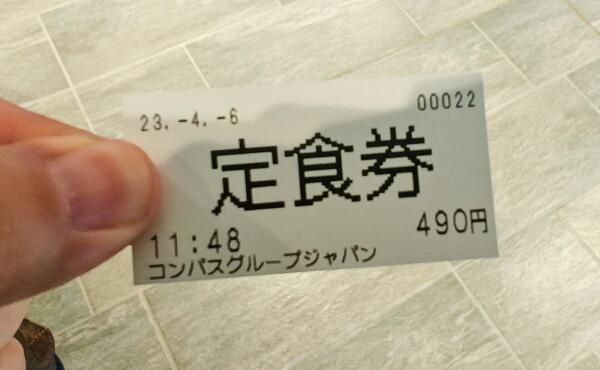 23.-4.-6 00022
定食券
11:48 490円
コンパスグループジャパン